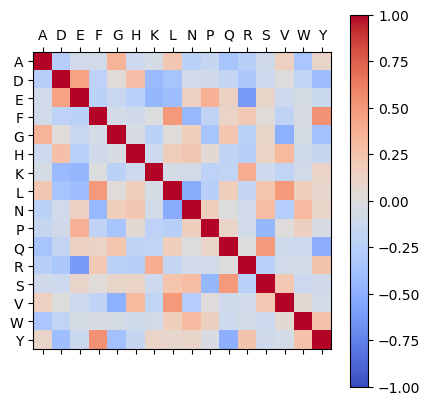 A D E F G H K L N P Q R S V W Y
A
D
E
F
G
H
K
L
N
P
Q
R
S
V
W
Y
1.00
0.75
0.50
0.25
0.00
−0.25
−0.50
−0.75
−1.00